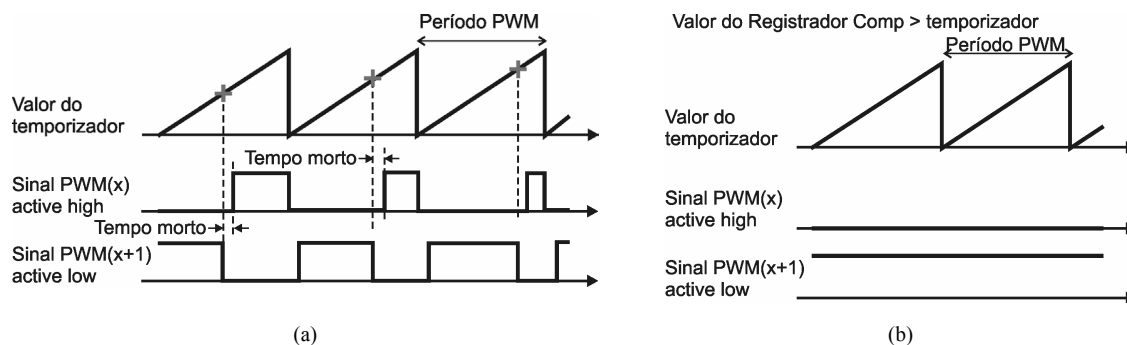 Período PWM
Valor do
temporizador
Tempo morto
Sinal PWM(x)
active high
Tempo morto
Sinal PWM(x+1)
active low
(a)
Valor do Registrador Comp > temporizador
Período PWM
Valor do
temporizador
Sinal PWM(x)
active high
Sinal PWM(x+1)
active low
(b)